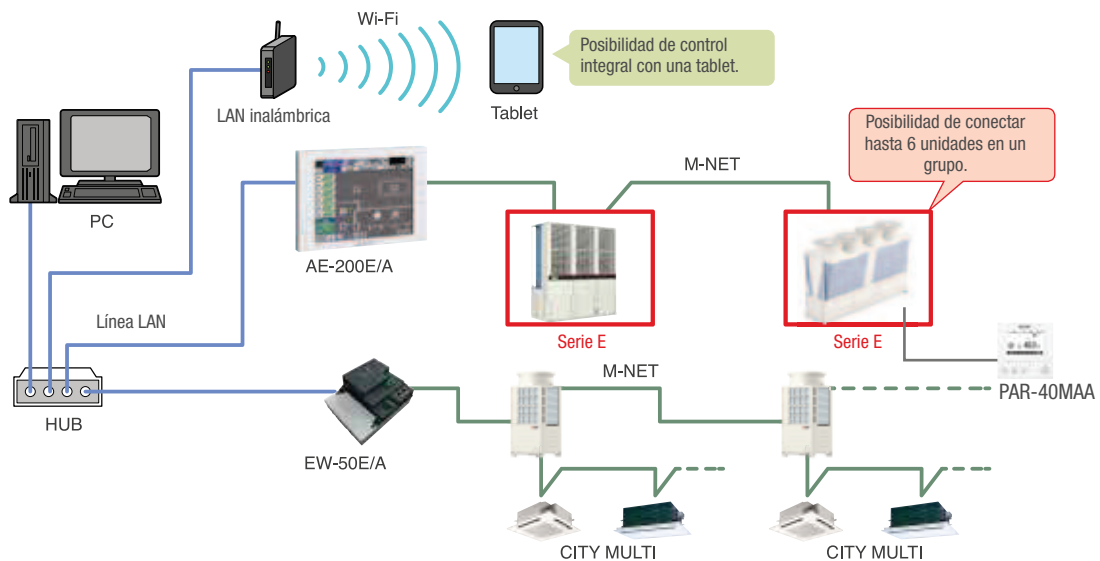 Wi-Fi
Posibilidad de control
integral con una tablet.
LAN inalámbrica
Tablet
Posibilidad de conectar
hasta 6 unidades en un
grupo.
M-NET
PC
AE-200E/A
Línea LAN
Serie E
Serie E
M-NET
PAR-40MAA
HUB
EW-50E/A
CITY MULTI
CITY MULTI